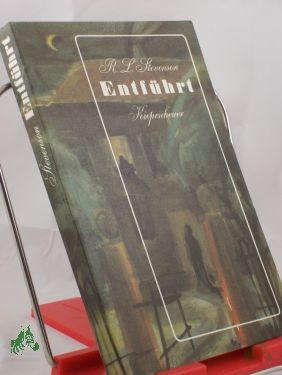 R. L. Stevenson
Entführt
Kiepenheuer
Stevenson
Entführt